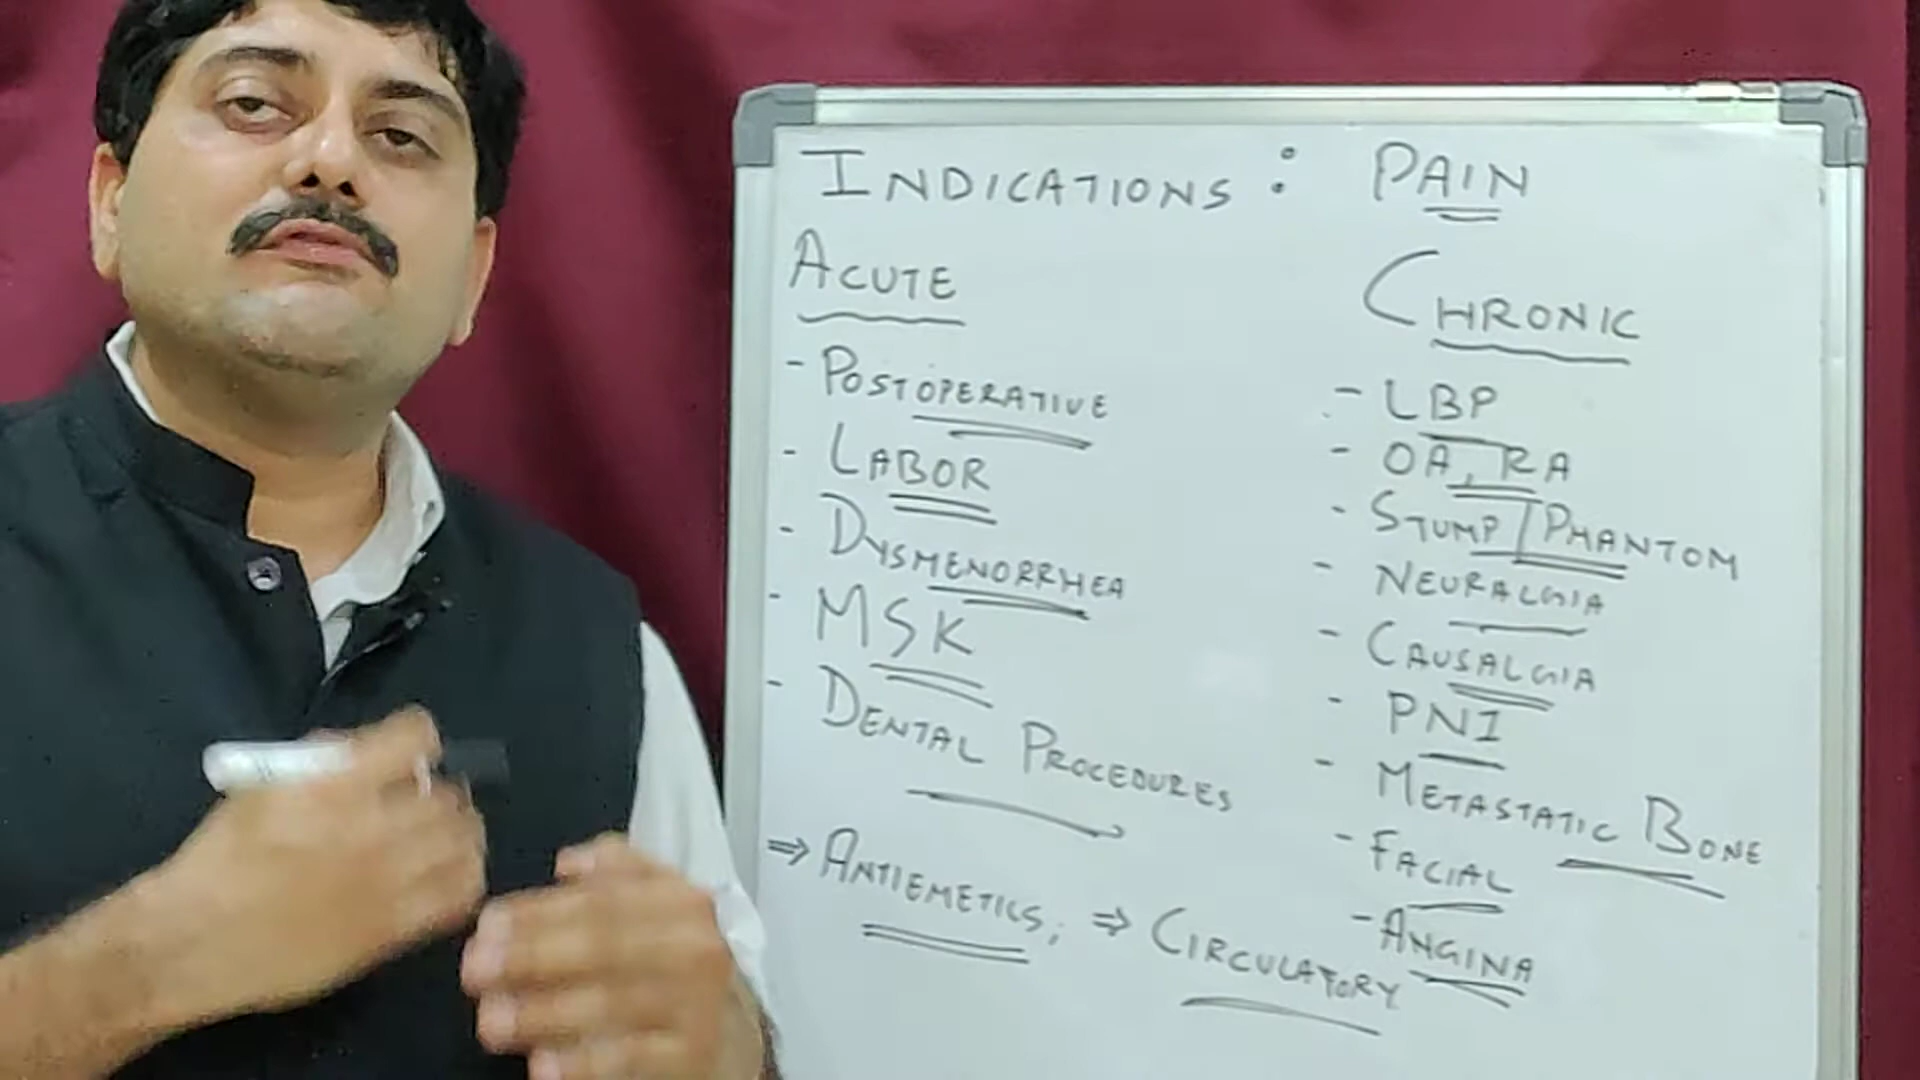 INDICATIONS : PAIN
ACUTE
- POSTOPERATIVE
- LABOR
- DYSMENORRHEA
- MSK
- DENTAL PROCEDURES
⇒ ANTIEMETICS; ⇒ CIRCULATORY
CHRONIC
- LBP
- OA, RA
- STUMP/PHANTOM
- NEURALGIA
- CAUSALGIA
- PNI
- METASTATIC BONE
- FACIAL
- ANGINA